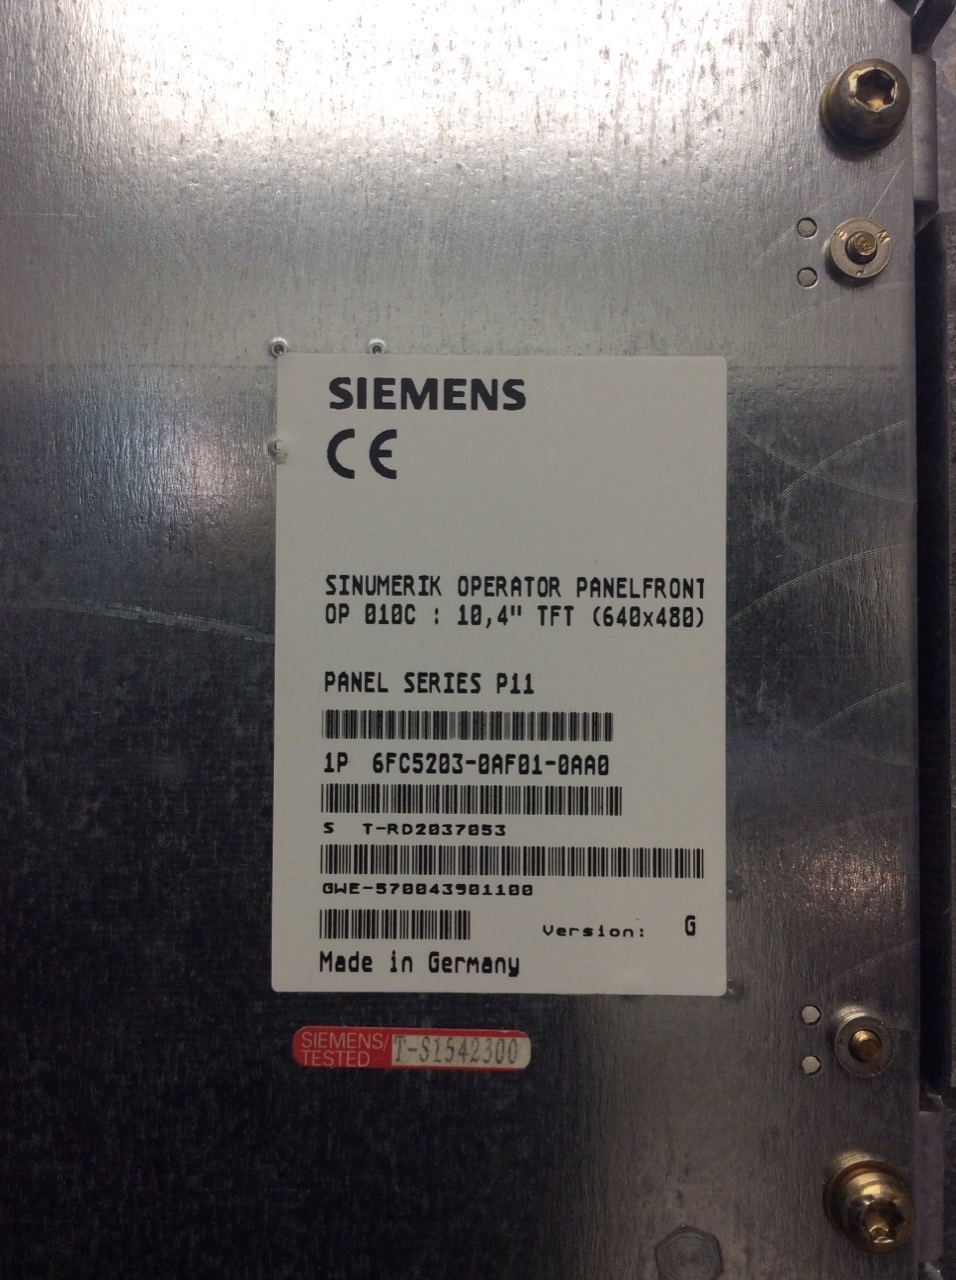 SIEMENS
CE
SINUMERIK OPERATOR PANELFRONT
OP 010C : 10,4" TFT (640x480)
PANEL SERIES P11
1P 6FC5203-0AF01-0AA0
S T-RD2037053
GWE-570043901100
Version: G
Made in Germany
SIEMENS/
TESTED T-S1542300